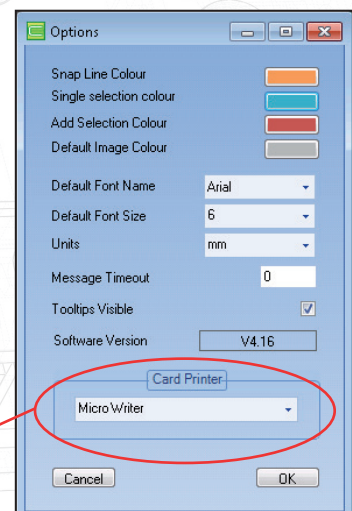 Options
Snap Line Colour
Single selection colour
Add Selection Colour
Default Image Colour
Default Font Name Arial
Default Font Size 6
Units mm
Message Timeout 0
Tooltips Visible
Software Version V4.16
Card Printer
MicroWriter
Cancel OK